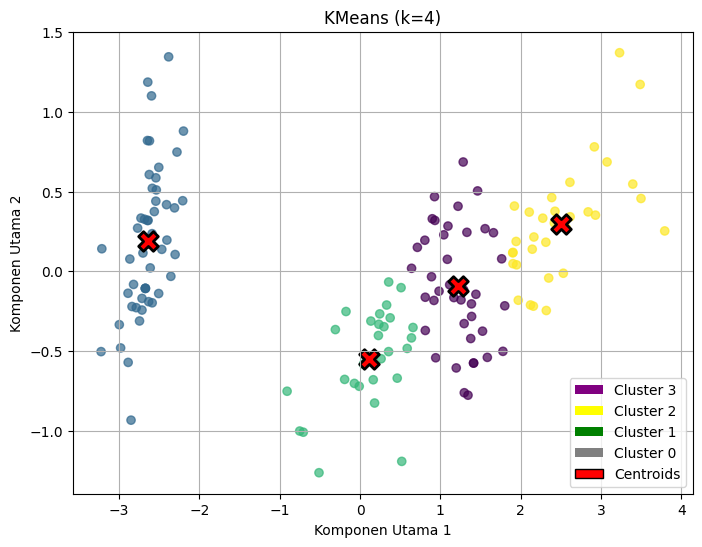 KMeans (k=4)
1.5
1.0
0.5
0.0
−0.5
−1.0
Komponen Utama 2
−3
−2
−1
0
1
2
3
4
Komponen Utama 1
Cluster 3
Cluster 2
Cluster 1
Cluster 0
Centroids